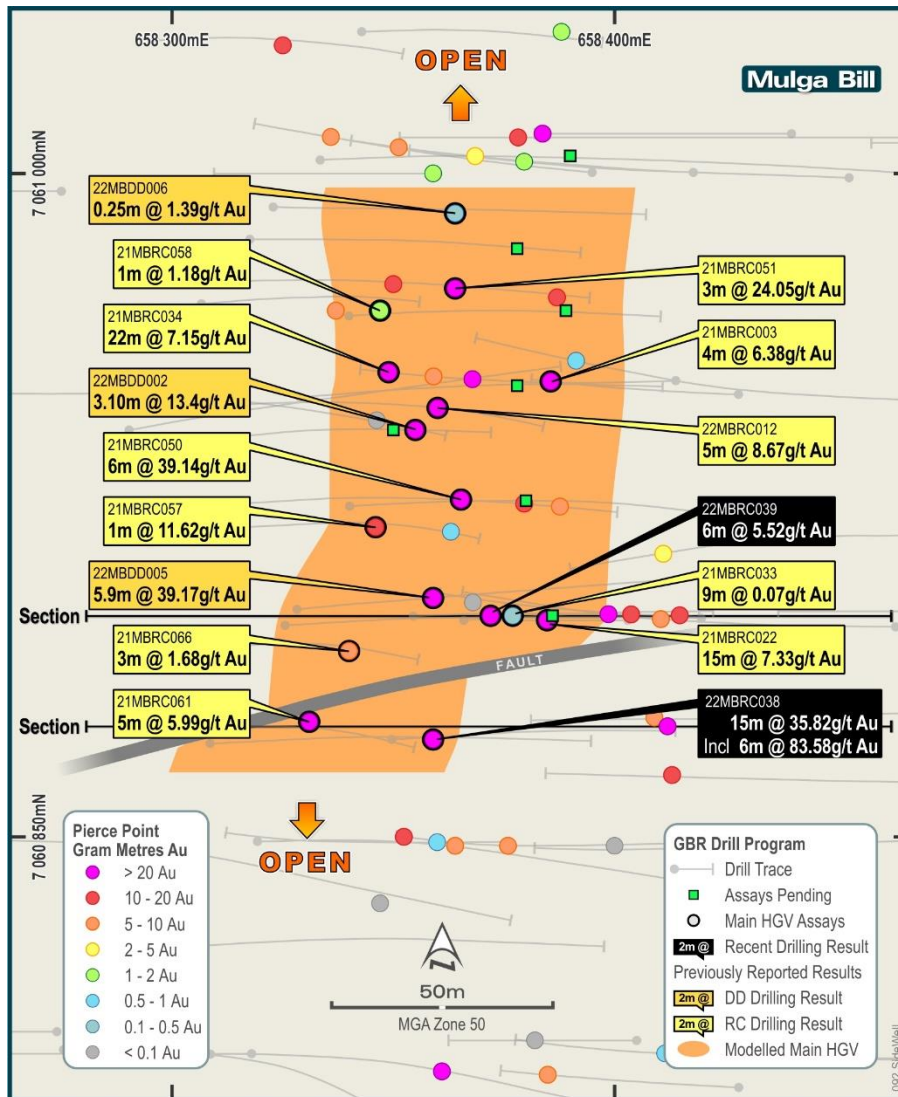 658 300mE
658 400mE
OPEN
Mulga Bill
7 061 000mN
22MBDD006
0.25m @ 1.39g/t Au
21MBRC058
1m @ 1.18g/t Au
21MBRC034
22m @ 7.15g/t Au
22MBDD002
3.10m @ 13.4g/t Au
21MBRC050
6m @ 39.14g/t Au
21MBRC057
1m @ 11.62g/t Au
22MBDD005
5.9m @ 39.17g/t Au
Section
21MBRC066
3m @ 1.68g/t Au
21MBRC061
5m @ 5.99g/t Au
Section
21MBRC051
3m @ 24.05g/t Au
21MBRC003
4m @ 6.38g/t Au
22MBRC012
5m @ 8.67g/t Au
22MBRC039
6m @ 5.52g/t Au
21MBRC033
9m @ 0.07g/t Au
21MBRC022
15m @ 7.33g/t Au
FAULT
22MBRC038
15m @ 35.82g/t Au
Incl 6m @ 83.58g/t Au
7 060 850mN
OPEN
Pierce Point
Gram Metres Au
> 20 Au
10 - 20 Au
5 - 10 Au
2 - 5 Au
1 - 2 Au
0.5 - 1 Au
0.1 - 0.5 Au
< 0.1 Au
50m
MGA Zone 50
GBR Drill Program
Drill Trace
Assays Pending
Main HGV Assays
2m @ Recent Drilling Result
Previously Reported Results
2m @ DD Drilling Result
2m @ RC Drilling Result
Modelled Main HGV
092 SideWell